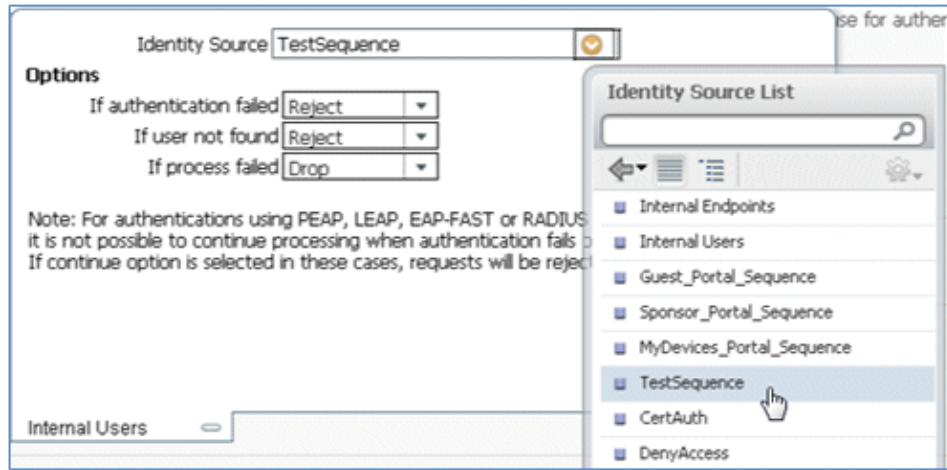 se for auther
Identity Source TestSequence
Options
If authentication failed Reject
If user not found Reject
If process failed Drop
Note: For authentications using PEAP, LEAP, EAP-FAST or RADIUS
it is not possible to continue processing when authentication fails
If continue option is selected in these cases, requests will be reject
Internal Users
Identity Source List
Internal Endpoints
Internal Users
Guest_Portal_Sequence
Sponsor_Portal_Sequence
MyDevices_Portal_Sequence
TestSequence
CertAuth
DenyAccess